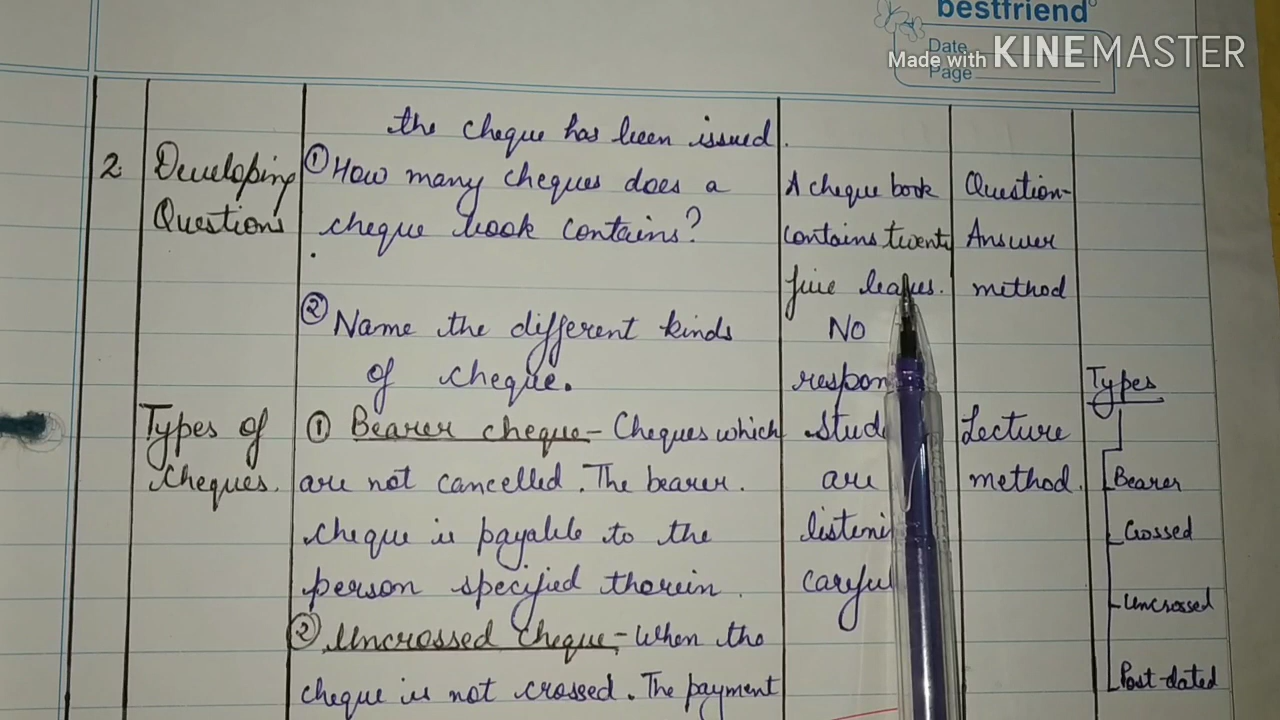 bestfriend
Date
Page
Made with KINEMASTER
the cheque has been issued.
2 Developing Questions
① How many cheques does a
cheque book contains?
A cheque book
contains twenty
five leaves.
Question-
Answer
method
② Name the different kinds
of cheque.
No
respon
Types of
cheques.
① Bearer cheque - Cheques which
are not cancelled. The bearer.
cheque is payable to the
person specified therein.
Stud
are
listeni
careful
Lecture
method.
Types
Bearer
Crossed
Uncrossed
Post-dated
② Uncrossed Cheque - When the
cheque is not crossed. The payment